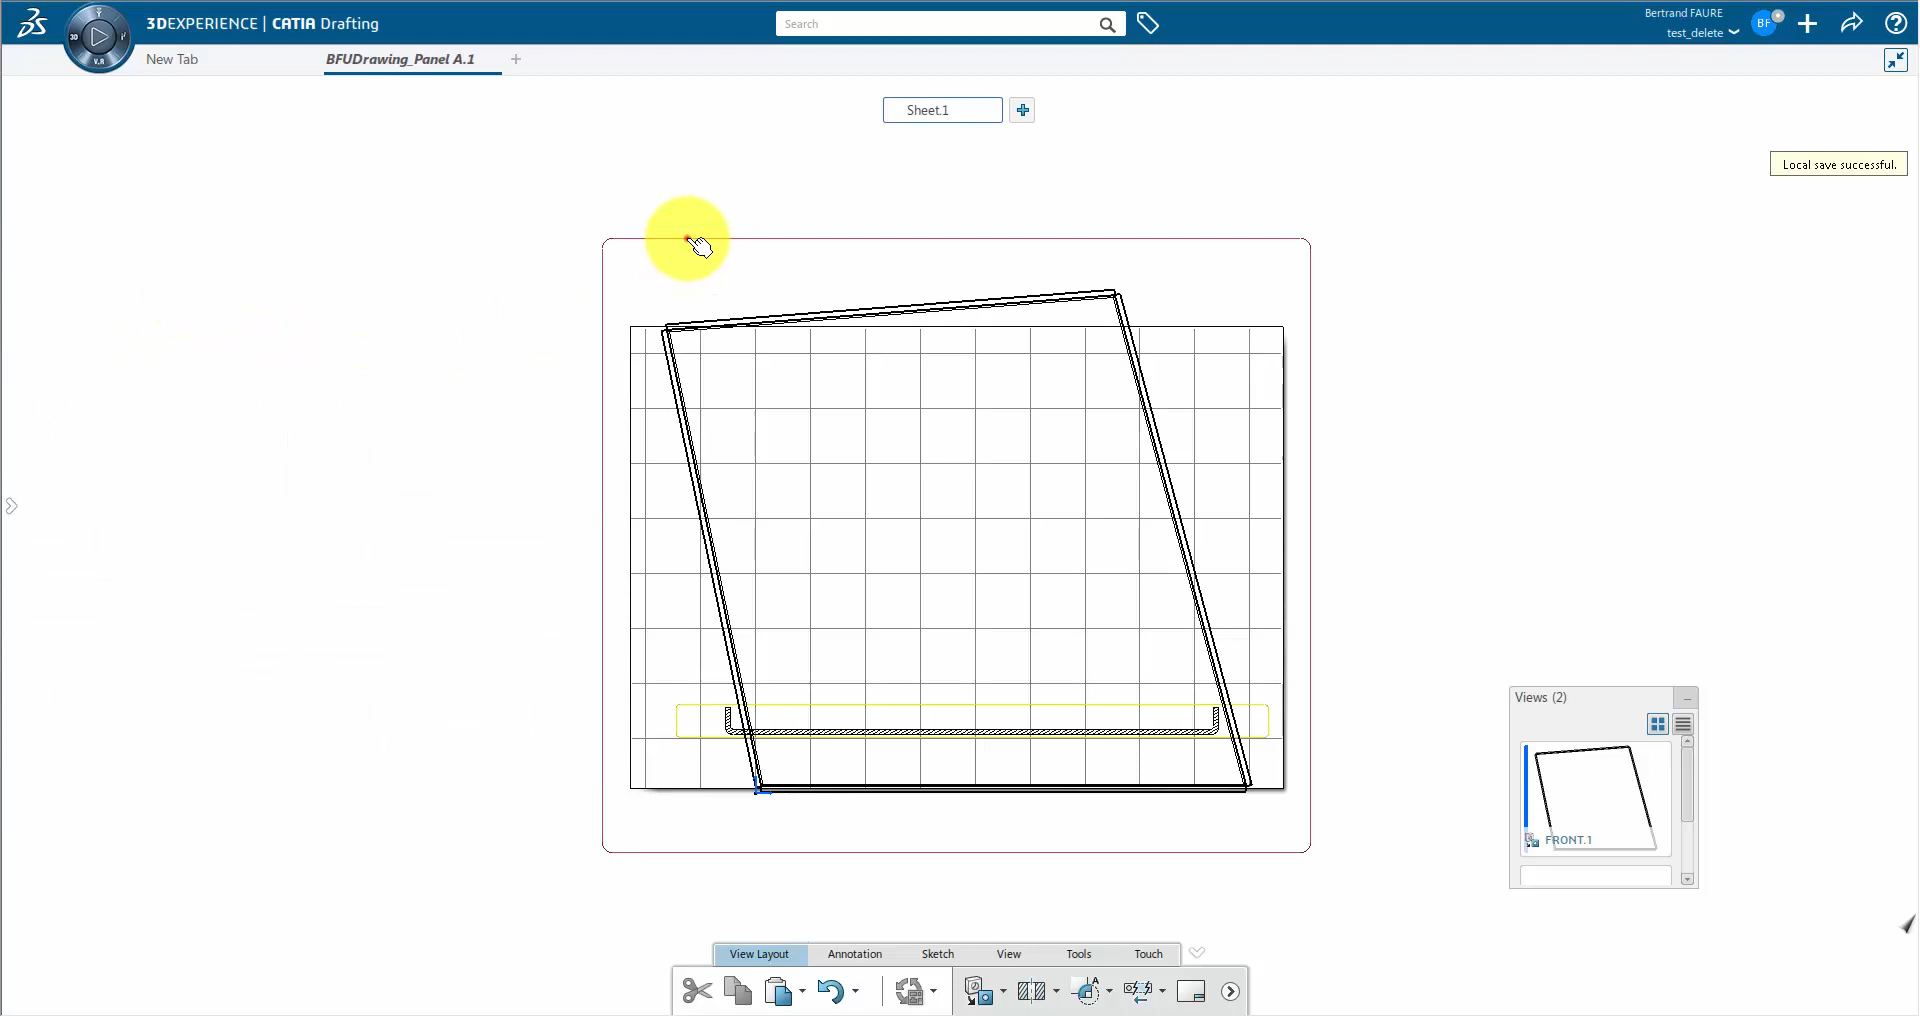 3DEXPERIENCE | CATIA Drafting
Search
Bertrand FAURE
test_delete
BF
3D
V.R
New Tab
BFUDrawing_Panel A.1
Sheet.1
Local save successful.
Views (2)
FRONT.1
View Layout
Annotation
Sketch
View
Tools
Touch
A